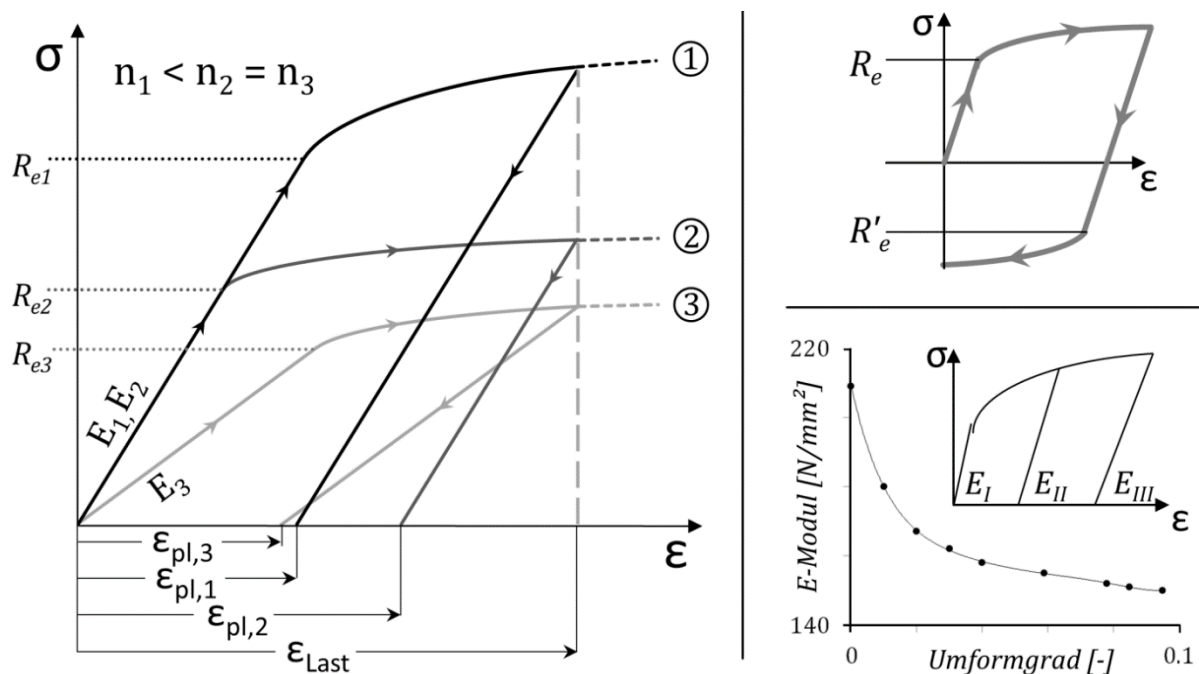 σ
n₁ < n₂ = n₃
①
R_e1
②
R_e2
③
R_e3
E₁, E₂
E₃
ε
ε_pl,3
ε_pl,1
ε_pl,2
ε_Last
σ
R_e
ε
R'_e
220
E-Modul [N/mm²]
σ
E_I
E_II
E_III
ε
140
0
Umformgrad [-]
0.1